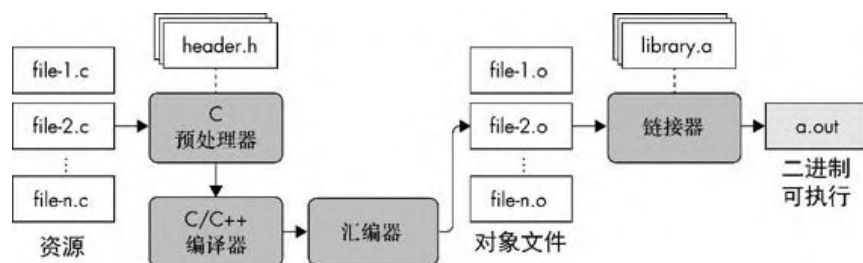 header.h
library.a
file-1.c
file-1.o
file-2.c
C
预处理器
file-2.o
链接器
a.out
⋮
⋮
二进制
可执行
file-n.c
C/C++
编译器
汇编器
file-n.o
资源
对象文件